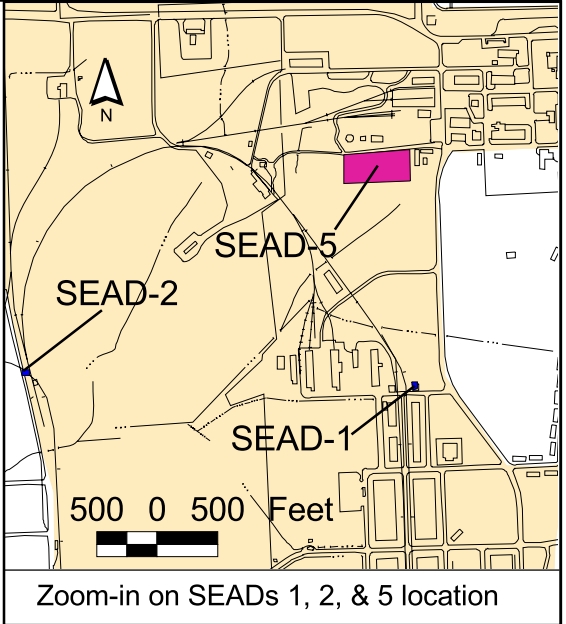 N
SEAD-5
SEAD-2
SEAD-1
500 0 500 Feet
Zoom-in on SEADs 1, 2, & 5 location